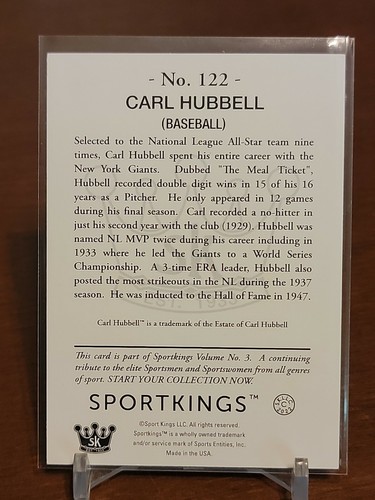 - No. 122 -
CARL HUBBELL
(BASEBALL)
Selected to the National League All-Star team nine
times, Carl Hubbell spent his entire career with the
New York Giants. Dubbed "The Meal Ticket",
Hubbell recorded double digit wins in 15 of his 16
years as a Pitcher. He only appeared in 12 games
during his final season. Carl recorded a no-hitter in
just his second year with the club (1929). Hubbell was
named NL MVP twice during his career including in
1933 where he led the Giants to a World Series
Championship. A 3-time ERA leader, Hubbell also
posted the most strikeouts in the NL during the 1937
season. He was inducted to the Hall of Fame in 1947.
Carl Hubbell™ is a trademark of the Estate of Carl Hubbell
This card is part of Sportkings Volume No. 3. A continuing
tribute to the elite Sportsmen and Sportswomen from all genres
of sport. START YOUR COLLECTION NOW.
SPORTKINGS™
©Sport Kings LLC. All rights reserved.
Sportkings™ is a wholly owned trademark
and/or service mark of Sports Entities, Inc.
Made in the USA.
SK